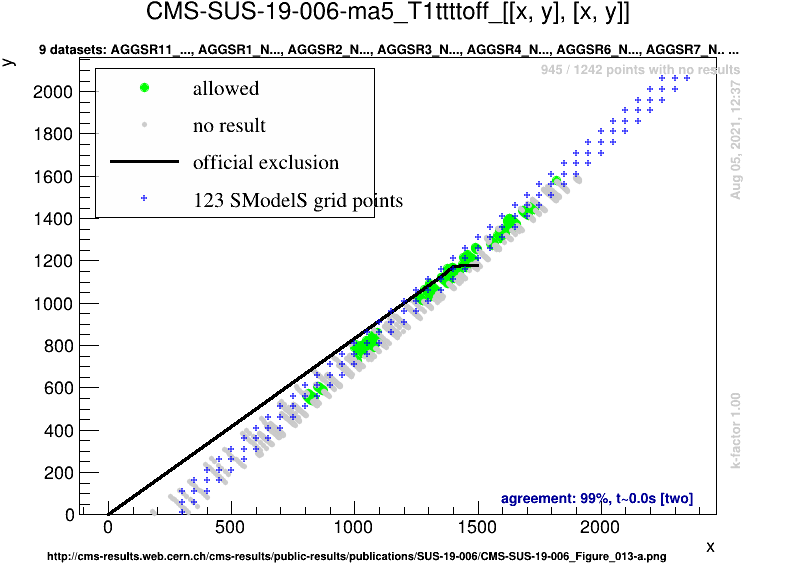 CMS-SUS-19-006-ma5_T1ttttoff_[[x, y], [x, y]]
9 datasets: AGGSR11_..., AGGSR1_N..., AGGSR2_N..., AGGSR3_N..., AGGSR4_N..., AGGSR6_N..., AGGSR7_N.. ...
y
945 / 1242 points with no results
allowed
no result
official exclusion
123 SModelS grid points
Aug 05, 2021, 12:37
k-factor 1.00
2000
1800
1600
1400
1200
1000
800
600
400
200
0
agreement: 99%, t~0.0s [two]
0 500 1000 1500 2000
x
http://cms-results.web.cern.ch/cms-results/public-results/publications/SUS-19-006/CMS-SUS-19-006_Figure_013-a.png